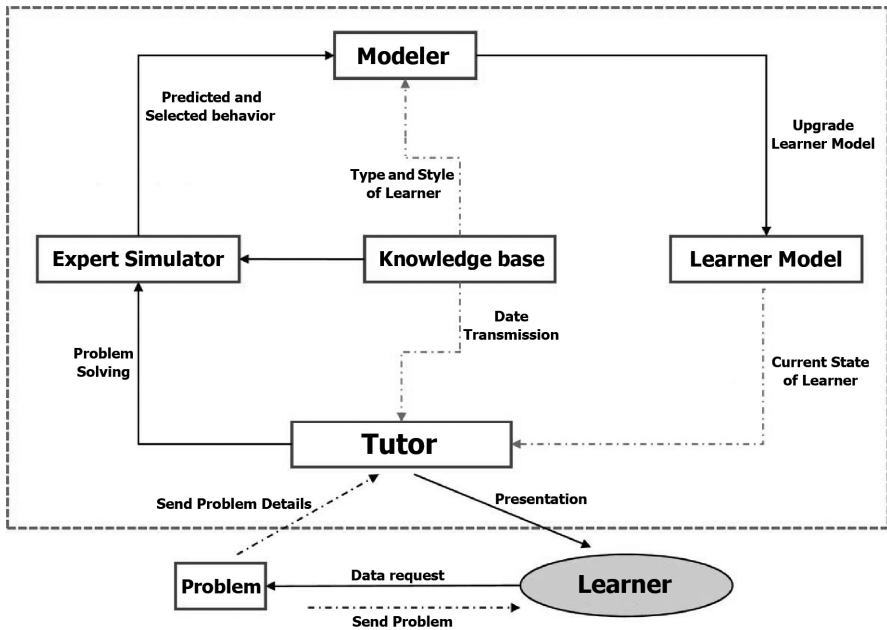 Modeler
Predicted and
Selected behavior
Upgrade
Learner Model
Type and Style
of Learner
Expert Simulator
Knowledge base
Learner Model
Date
Transmission
Problem
Solving
Current State
of Learner
Tutor
Send Problem Details
Presentation
Problem
Data request
Learner
Send Problem